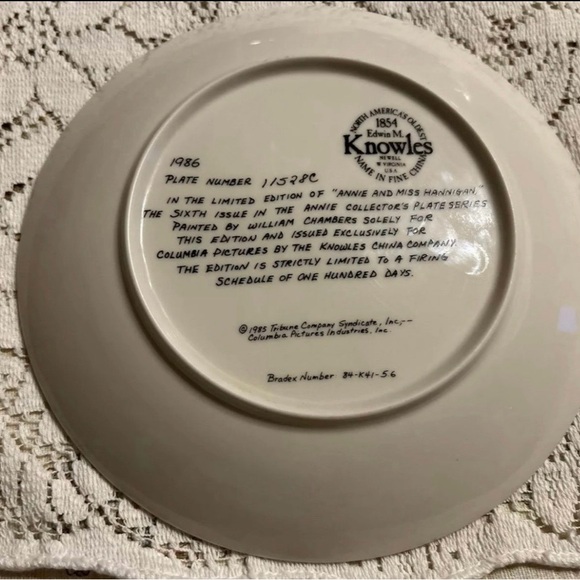 NORTH AMERICA'S OLDEST
1854
Edwin M.
Knowles
NEWELL
W VIRGINIA
U.S.A.
NAME IN FINE CHINA
1986
PLATE NUMBER 11528C
IN THE LIMITED EDITION OF "ANNIE AND MISS HANNIGAN,"
THE SIXTH ISSUE IN THE ANNIE COLLECTOR'S PLATE SERIES
PAINTED BY WILLIAM CHAMBERS SOLELY FOR
THIS EDITION AND ISSUED EXCLUSIVELY FOR
COLUMBIA PICTURES BY THE KNOWLES CHINA COMPANY
THE EDITION IS STRICTLY LIMITED TO A FIRING
SCHEDULE OF ONE HUNDRED DAYS.
©1985 Tribune Company Syndicate, Inc,;—
Columbia Pictures Industries, Inc
Bradex Number 84-K41-5 6